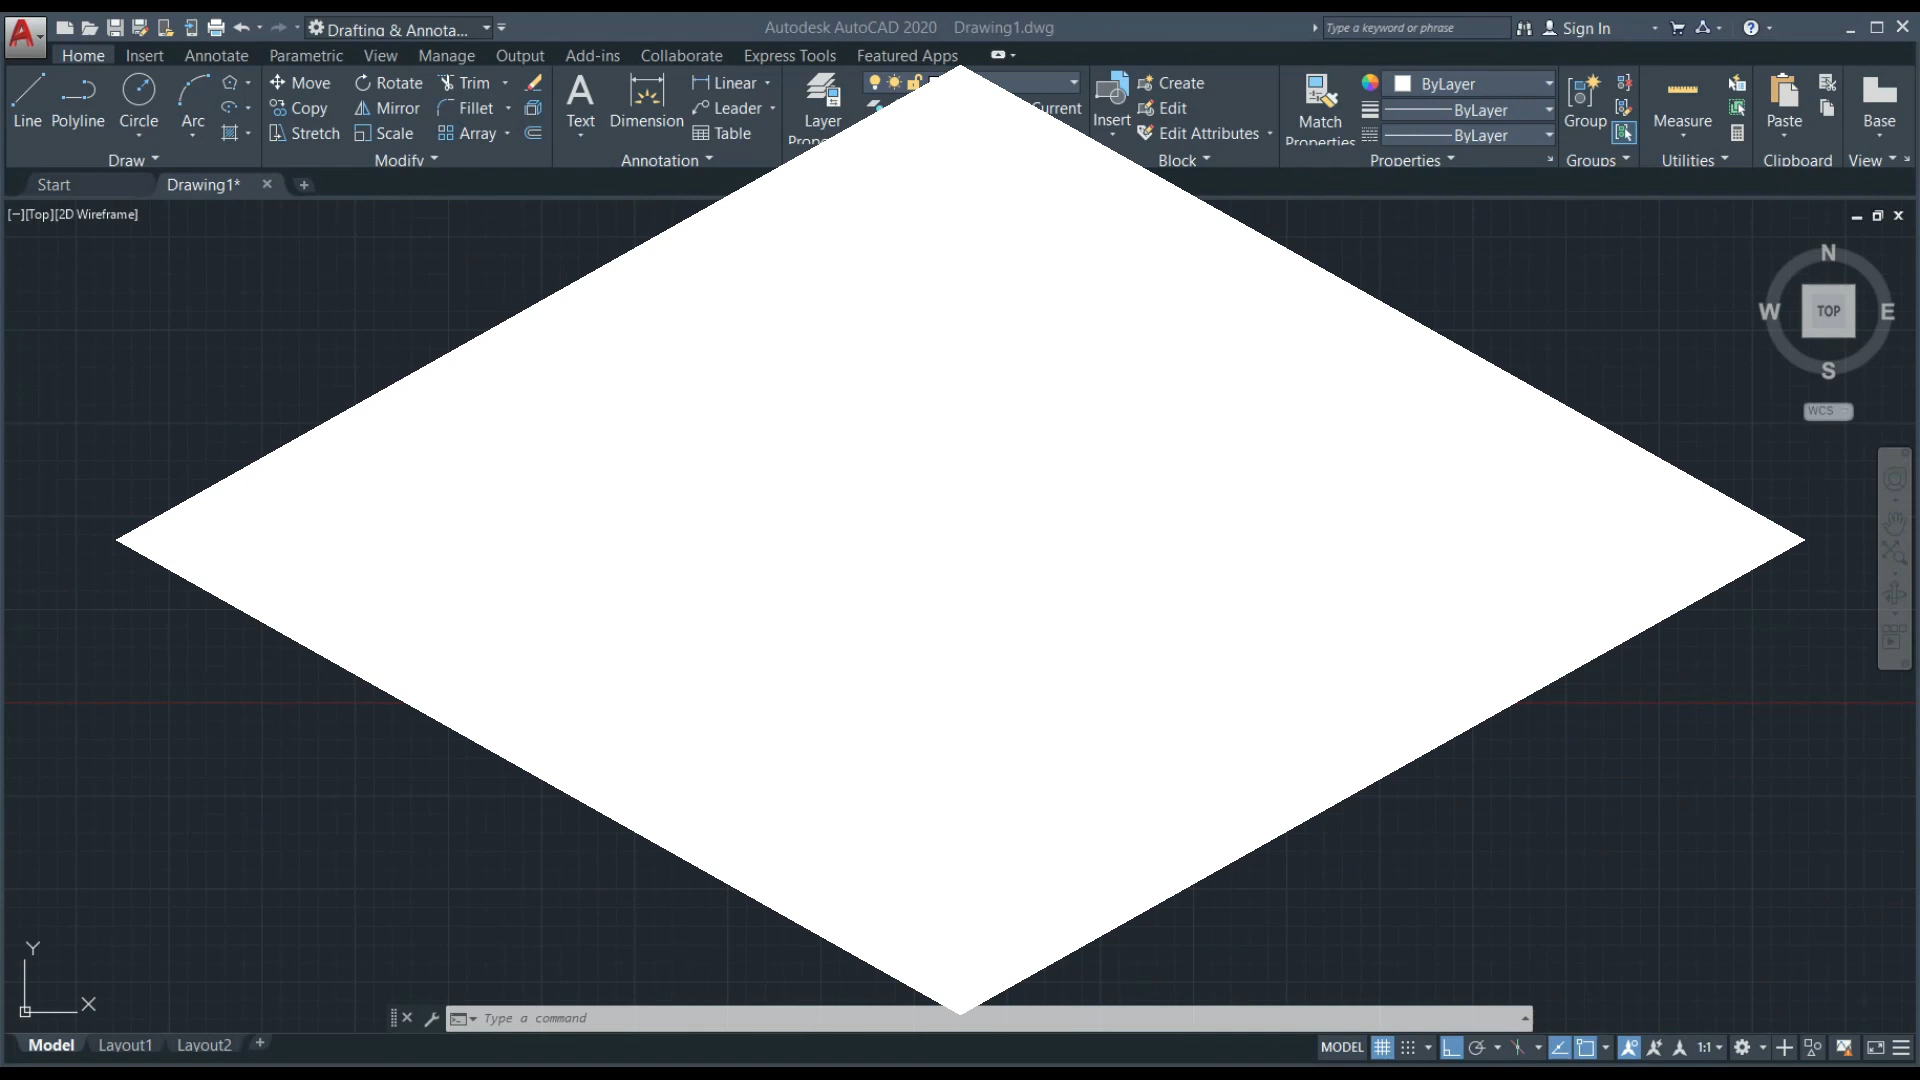 Drafting & Annota...
Autodesk AutoCAD 2020 Drawing1.dwg
Type a keyword or phrase
Sign In
Home Insert Annotate Parametric View Manage Output Add-ins Collaborate Express Tools Featured Apps
Move Rotate Trim Linear Create ByLayer
Copy Mirror Fillet Leader Current Edit ByLayer
Line Polyline Circle Arc Text Dimension Layer Insert Match Group Measure Paste Base
Stretch Scale Array Table Edit Attributes ByLayer
Properties
Draw Modify Annotation Block Properties Groups Utilities Clipboard View
Start Drawing1* +
[−][Top][2D Wireframe]
N
W TOP E
S
WCS
Y
X
Type a command
Model Layout1 Layout2 +
MODEL 1:1